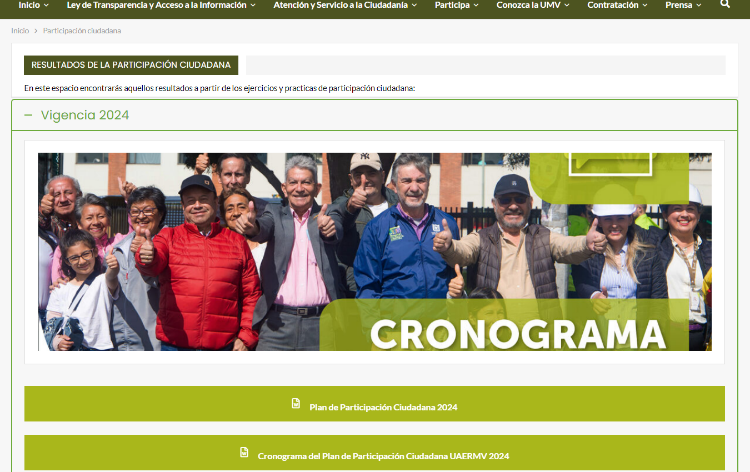 Inicio Ley de Transparencia y Acceso a la Información Atención y Servicio a la Ciudadanía Participa Conozca la UMV Contratación Prensa
Inicio > Participación ciudadana
RESULTADOS DE LA PARTICIPACIÓN CIUDADANA
En este espacio encontrarás aquellos resultados a partir de los ejercicios y practicas de participación ciudadana:
– Vigencia 2024
CRONOGRAMA
Plan de Participación Ciudadana 2024
Cronograma del Plan de Participación Ciudadana UAERMV 2024